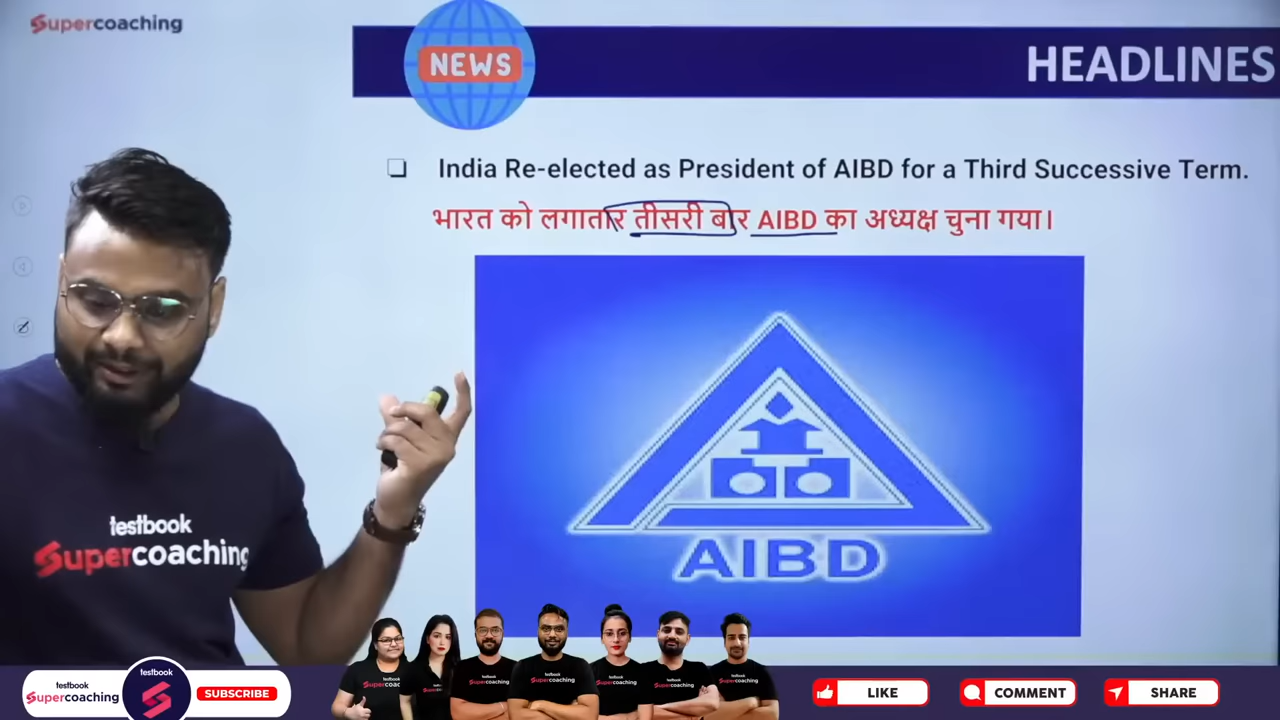 Supercoaching
NEWS
HEADLINES
India Re-elected as President of AIBD for a Third Successive Term.
भारत को लगातार तीसरी बार AIBD का अध्यक्ष चुना गया।
AIBD
testbook
Supercoaching
testbook
Supercoaching
testbook
SUBSCRIBE
LIKE
COMMENT
SHARE